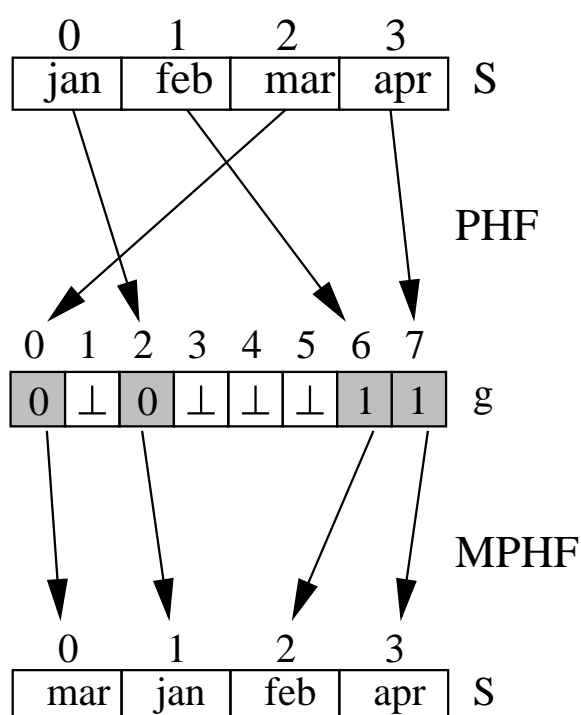 0 1 2 3
jan feb mar apr S
PHF
0 1 2 3 4 5 6 7
0 ⊥ 0 ⊥ ⊥ ⊥ 1 1 g
MPHF
0 1 2 3
mar jan feb apr S